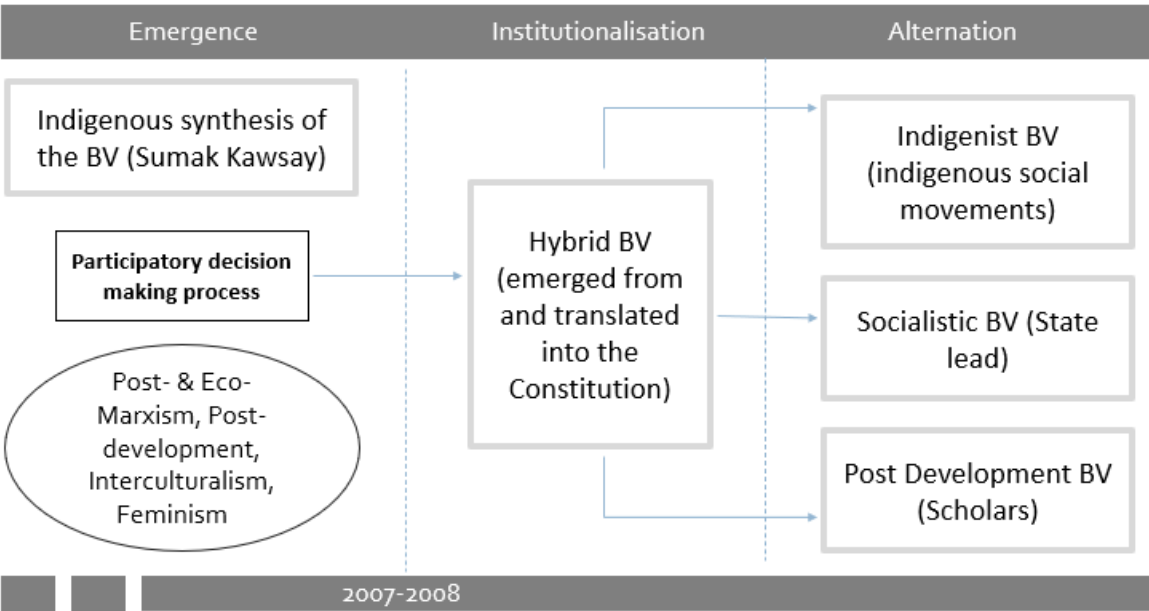 Emergence
Institutionalisation
Alternation
Indigenous synthesis of
the BV (Sumak Kawsay)
Participatory decision
making process
Post- & Eco-
Marxism, Post-
development,
Interculturalism,
Feminism
Hybrid BV
(emerged from
and translated
into the
Constitution)
Indigenist BV
(indigenous social
movements)
Socialistic BV (State
lead)
Post Development BV
(Scholars)
2007-2008